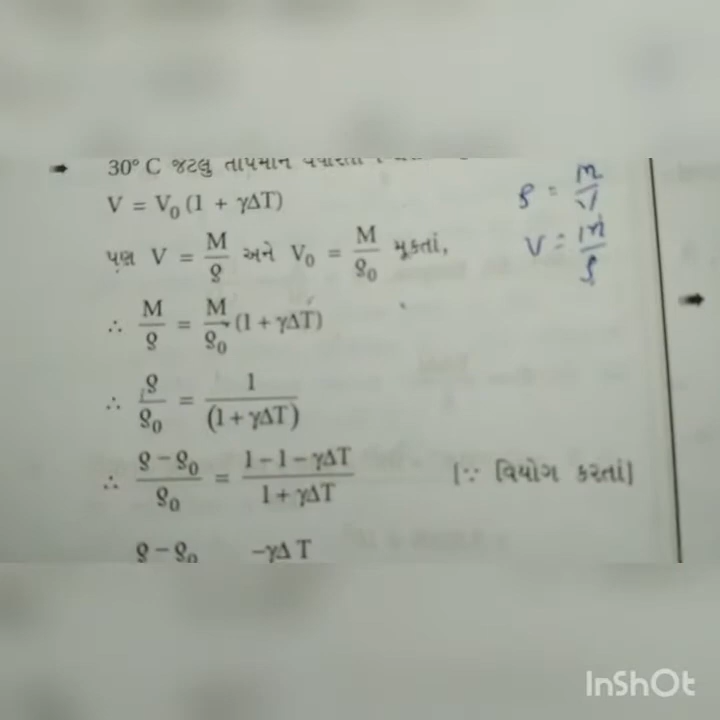 30° C જેટલુ તાપમાન
V = V₀ (1 + γΔT)
પણ V = M/ρ અને V₀ = M/ρ₀ મૂકતાં,
∴ M/ρ = M/ρ₀ (1 + γΔT)
∴ ρ/ρ₀ = 1/(1 + γΔT)
∴ ρ − ρ₀/ρ₀ = 1 − 1 − γΔT/1 + γΔT [∵ વિયોગ કરતાં]
ρ − ρ₀ −γΔT
ρ = m/V
V = m/ρ
InShOt